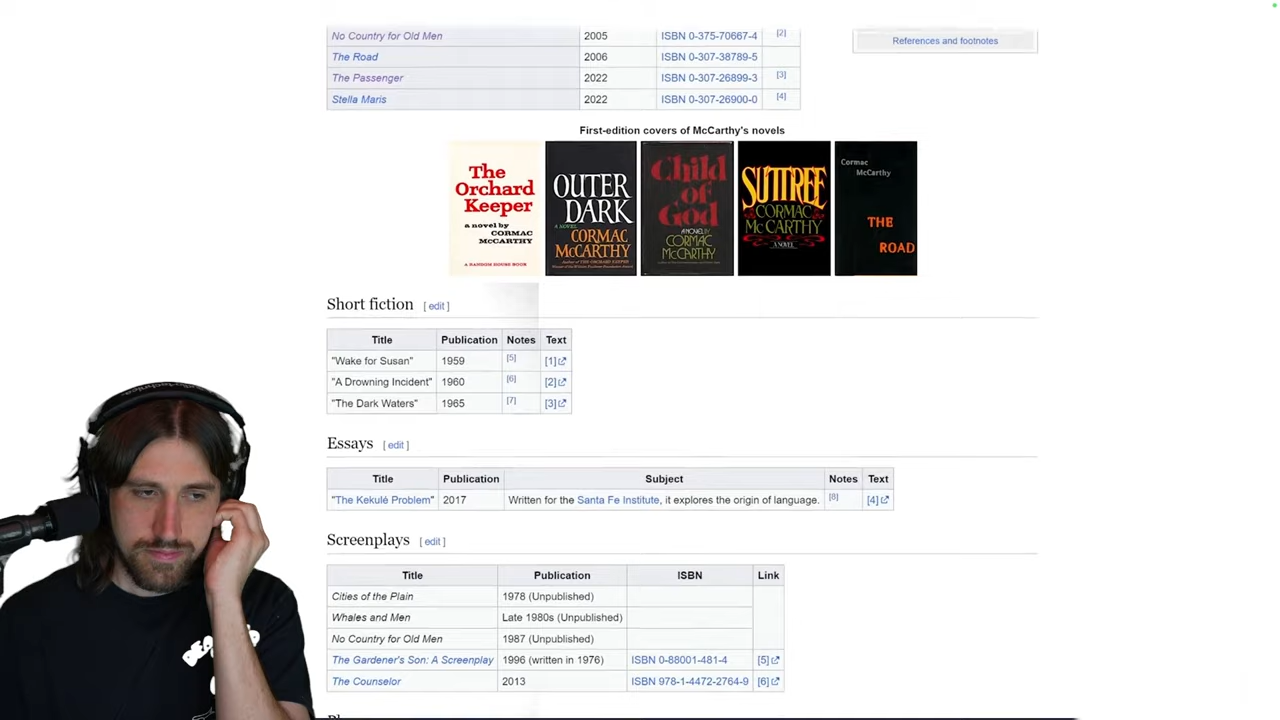 No Country for Old Men 2005 ISBN 0-375-70667-4 [2]
References and footnotes
The Road 2006 ISBN 0-307-38789-5
The Passenger 2022 ISBN 0-307-26899-3 [3]
Stella Maris 2022 ISBN 0-307-26900-0 [4]
First-edition covers of McCarthy's novels
The
Orchard
Keeper
a novel by
CORMAC
McCARTHY
A RANDOM HOUSE BOOK
OUTER
DARK
A NOVEL
CORMAC
McCARTHY
Child
of
God
A NOVEL BY
CORMAC
McCARTHY
SUTTREE
CORMAC
McCARTHY
A NOVEL
Cormac
McCarthy
THE
ROAD
Short fiction [ edit ]
Title Publication Notes Text
"Wake for Susan" 1959 [5] [1]
"A Drowning Incident" 1960 [6] [2]
"The Dark Waters" 1965 [7] [3]
Essays [ edit ]
Title Publication Subject Notes Text
"The Kekulé Problem" 2017 Written for the Santa Fe Institute, it explores the origin of language. [8] [4]
Screenplays [ edit ]
Title Publication ISBN Link
Cities of the Plain 1978 (Unpublished)
Whales and Men Late 1980s (Unpublished)
No Country for Old Men 1987 (Unpublished)
The Gardener's Son: A Screenplay 1996 (written in 1976) ISBN 0-88001-481-4 [5]
The Counselor 2013 ISBN 978-1-4472-2764-9 [6]